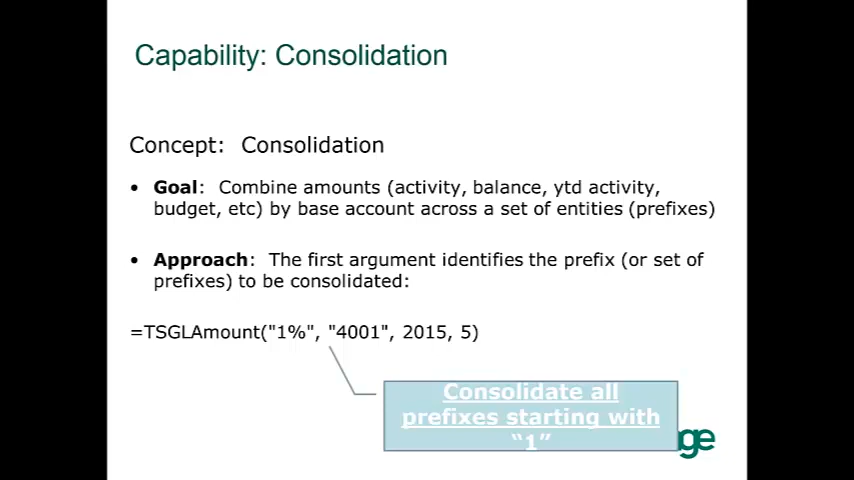 Capability: Consolidation
Concept: Consolidation
• Goal: Combine amounts (activity, balance, ytd activity,
budget, etc) by base account across a set of entities (prefixes)
• Approach: The first argument identifies the prefix (or set of
prefixes) to be consolidated:
=TSGLAmount("1%", "4001", 2015, 5)
Consolidate all
prefixes starting with
“1”